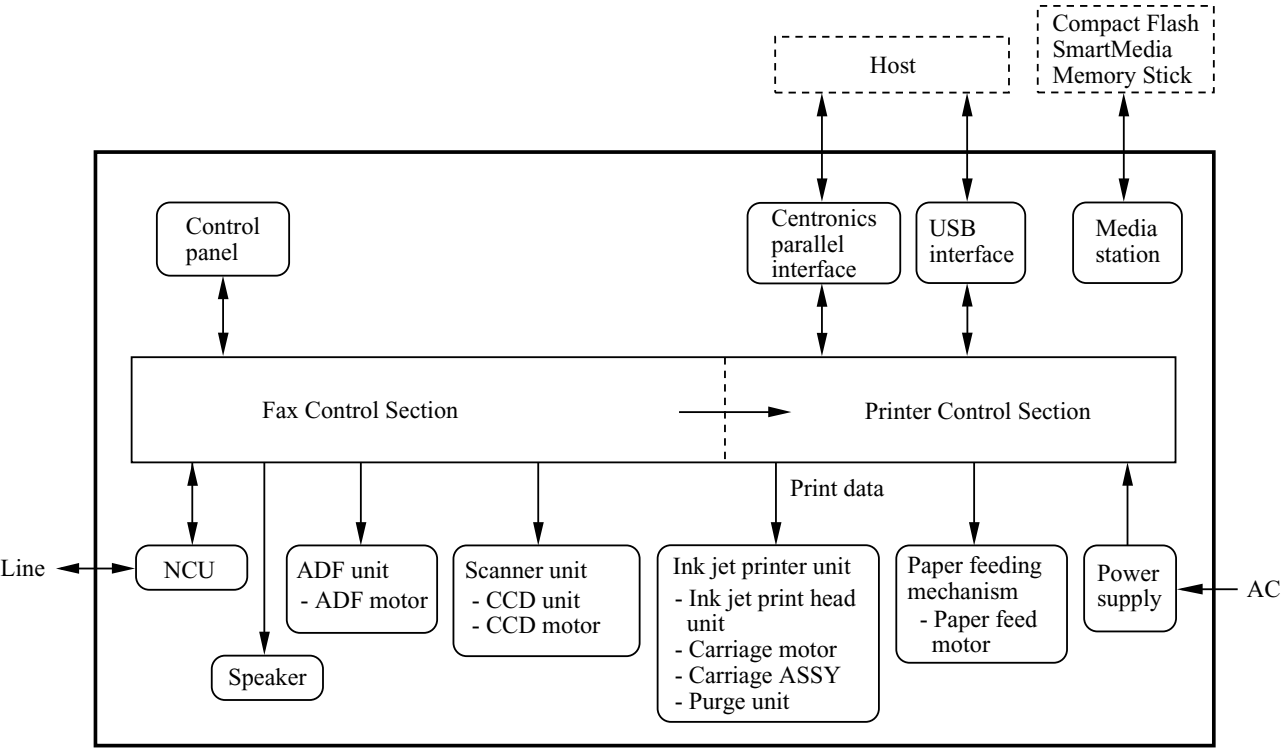 Compact Flash
SmartMedia
Memory Stick
Host
Control
panel
Centronics
parallel
interface
USB
interface
Media
station
Fax Control Section
Printer Control Section
Print data
Line
NCU
ADF unit
- ADF motor
Scanner unit
- CCD unit
- CCD motor
Ink jet printer unit
- Ink jet print head
unit
- Carriage motor
- Carriage ASSY
- Purge unit
Paper feeding
mechanism
- Paper feed
motor
Power
supply
AC
Speaker